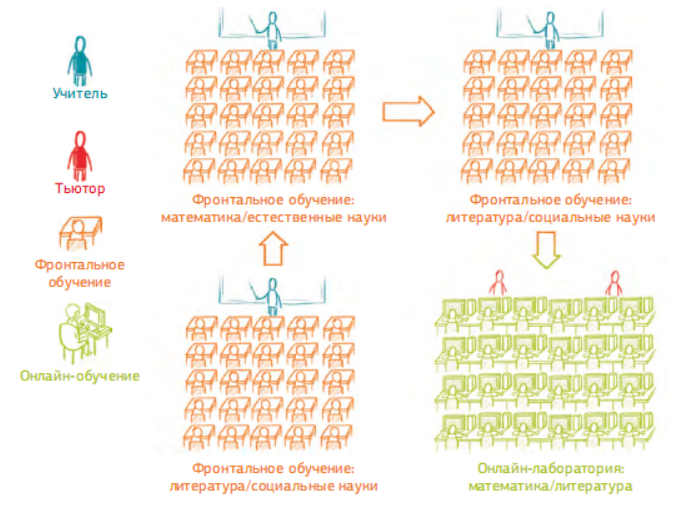 Учитель
Тьютор
Фронтальное
обучение
Онлайн-обучение
Фронтальное обучение:
математика/естественные науки
Фронтальное обучение:
литература/социальные науки
Фронтальное обучение:
литература/социальные науки
Онлайн-лаборатория:
математика/литература